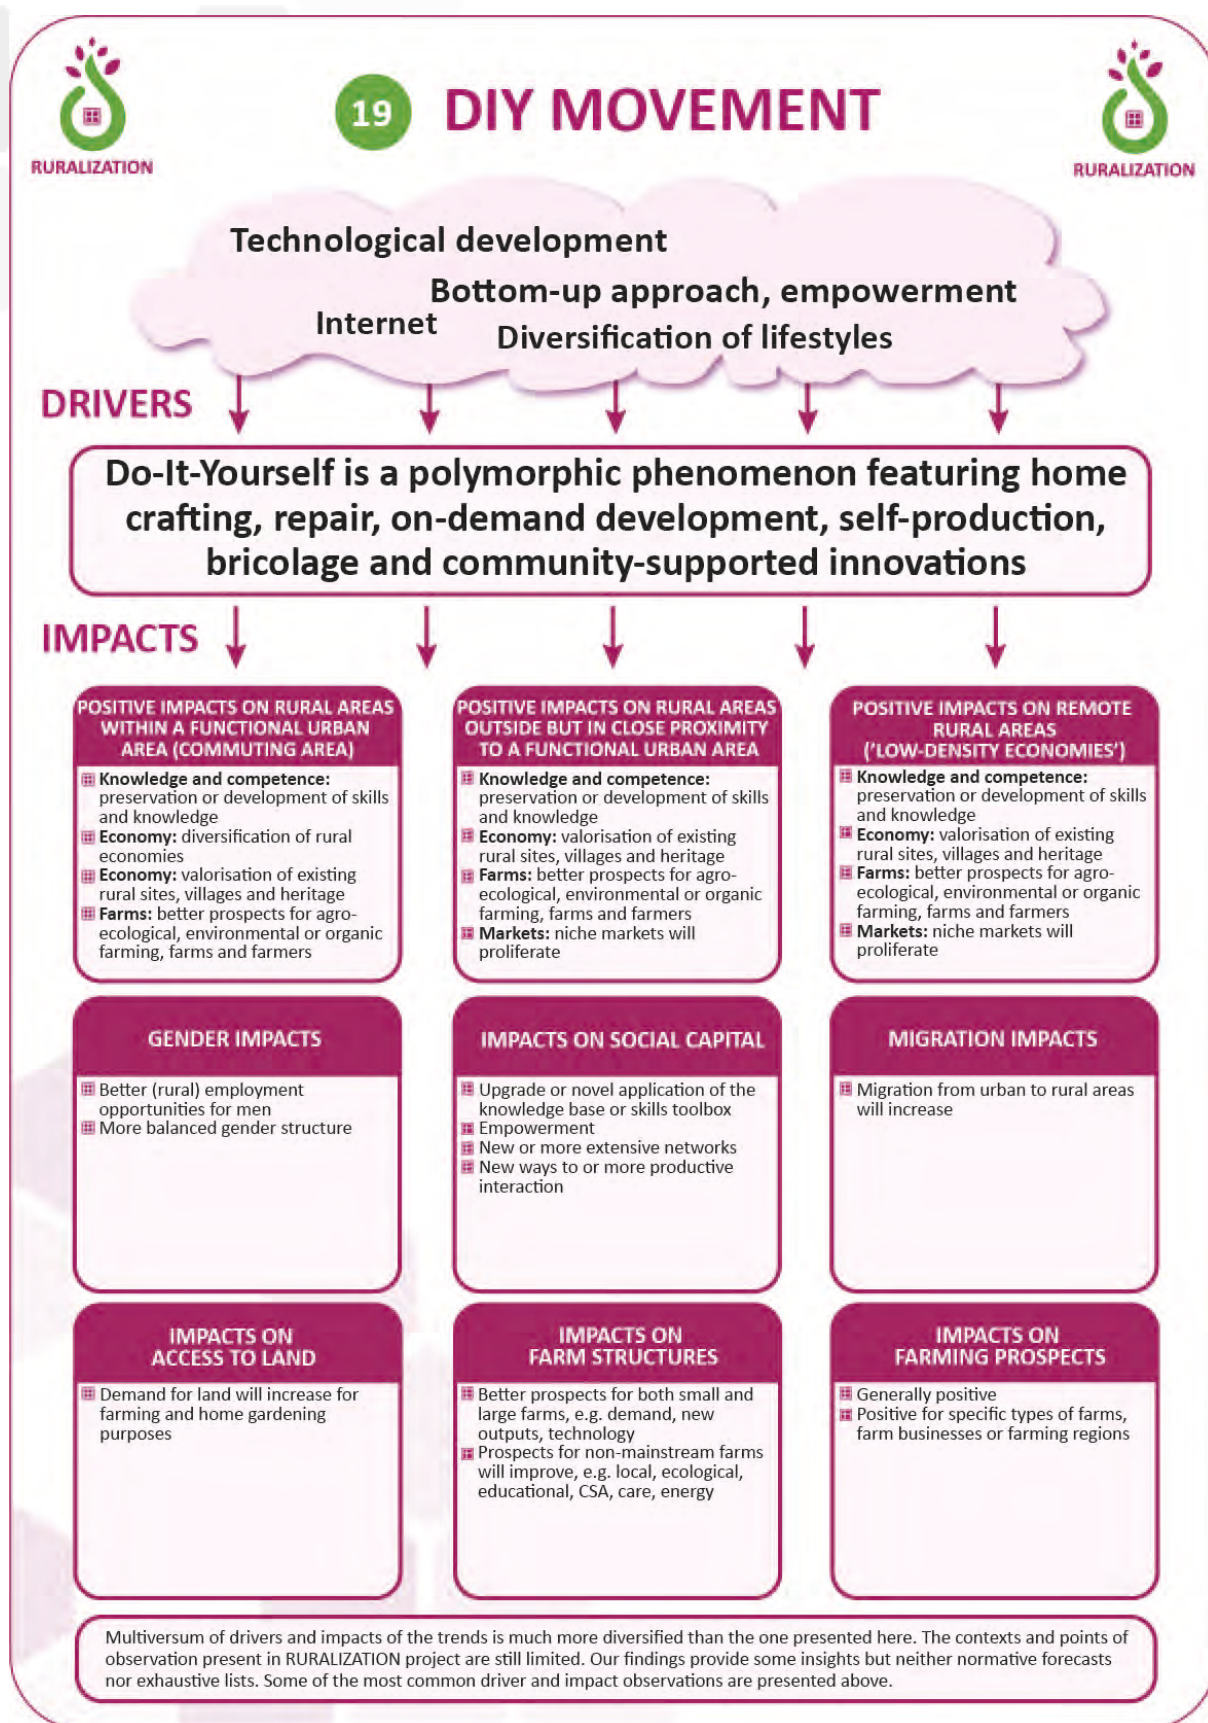 RURALIZATION
19 DIY MOVEMENT
RURALIZATION
Technological development
Bottom-up approach, empowerment
Internet
Diversification of lifestyles
DRIVERS
Do-It-Yourself is a polymorphic phenomenon featuring home
crafting, repair, on-demand development, self-production,
bricolage and community-supported innovations
IMPACTS
POSITIVE IMPACTS ON RURAL AREAS
WITHIN A FUNCTIONAL URBAN
AREA (COMMUTING AREA)
Knowledge and competence:
preservation or development of skills
and knowledge
Economy: diversification of rural
economies
Economy: valorisation of existing
rural sites, villages and heritage
Farms: better prospects for agro-
ecological, environmental or organic
farming, farms and farmers
POSITIVE IMPACTS ON RURAL AREAS
OUTSIDE BUT IN CLOSE PROXIMITY
TO A FUNCTIONAL URBAN AREA
Knowledge and competence:
preservation or development of skills
and knowledge
Economy: valorisation of existing
rural sites, villages and heritage
Farms: better prospects for agro-
ecological, environmental or organic
farming, farms and farmers
Markets: niche markets will
proliferate
POSITIVE IMPACTS ON REMOTE
RURAL AREAS
('LOW-DENSITY ECONOMIES')
Knowledge and competence:
preservation or development of skills
and knowledge
Economy: valorisation of existing
rural sites, villages and heritage
Farms: better prospects for agro-
ecological, environmental or organic
farming, farms and farmers
Markets: niche markets will
proliferate
GENDER IMPACTS
Better (rural) employment
opportunities for men
More balanced gender structure
IMPACTS ON SOCIAL CAPITAL
Upgrade or novel application of the
knowledge base or skills toolbox
Empowerment
New or more extensive networks
New ways to or more productive
interaction
MIGRATION IMPACTS
Migration from urban to rural areas
will increase
IMPACTS ON
ACCESS TO LAND
Demand for land will increase for
farming and home gardening
purposes
IMPACTS ON
FARM STRUCTURES
Better prospects for both small and
large farms, e.g. demand, new
outputs, technology
Prospects for non-mainstream farms
will improve, e.g. local, ecological,
educational, CSA, care, energy
IMPACTS ON
FARMING PROSPECTS
Generally positive
Positive for specific types of farms,
farm businesses or farming regions
Multiversum of drivers and impacts of the trends is much more diversified than the one presented here. The contexts and points of
observation present in RURALIZATION project are still limited. Our findings provide some insights but neither normative forecasts
nor exhaustive lists. Some of the most common driver and impact observations are presented above.